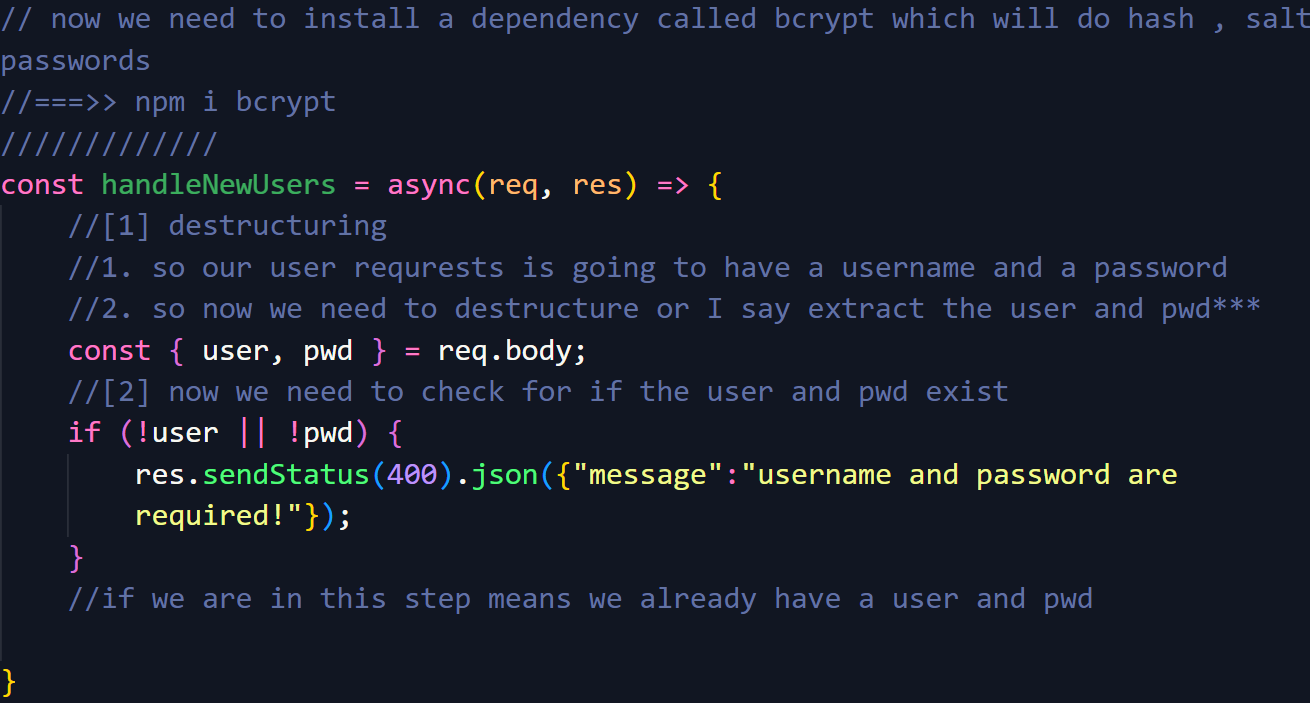 // now we need to install a dependency called bcrypt which will do hash , salt
passwords
//===>> npm i bcrypt
/////////////
const handleNewUsers = async(req, res) => {
//[1] destructuring
//1. so our user requrests is going to have a username and a password
//2. so now we need to destructure or I say extract the user and pwd***
const { user, pwd } = req.body;
//[2] now we need to check for if the user and pwd exist
if (!user || !pwd) {
res.sendStatus(400).json({"message":"username and password are
required!"});
}
//if we are in this step means we already have a user and pwd
}